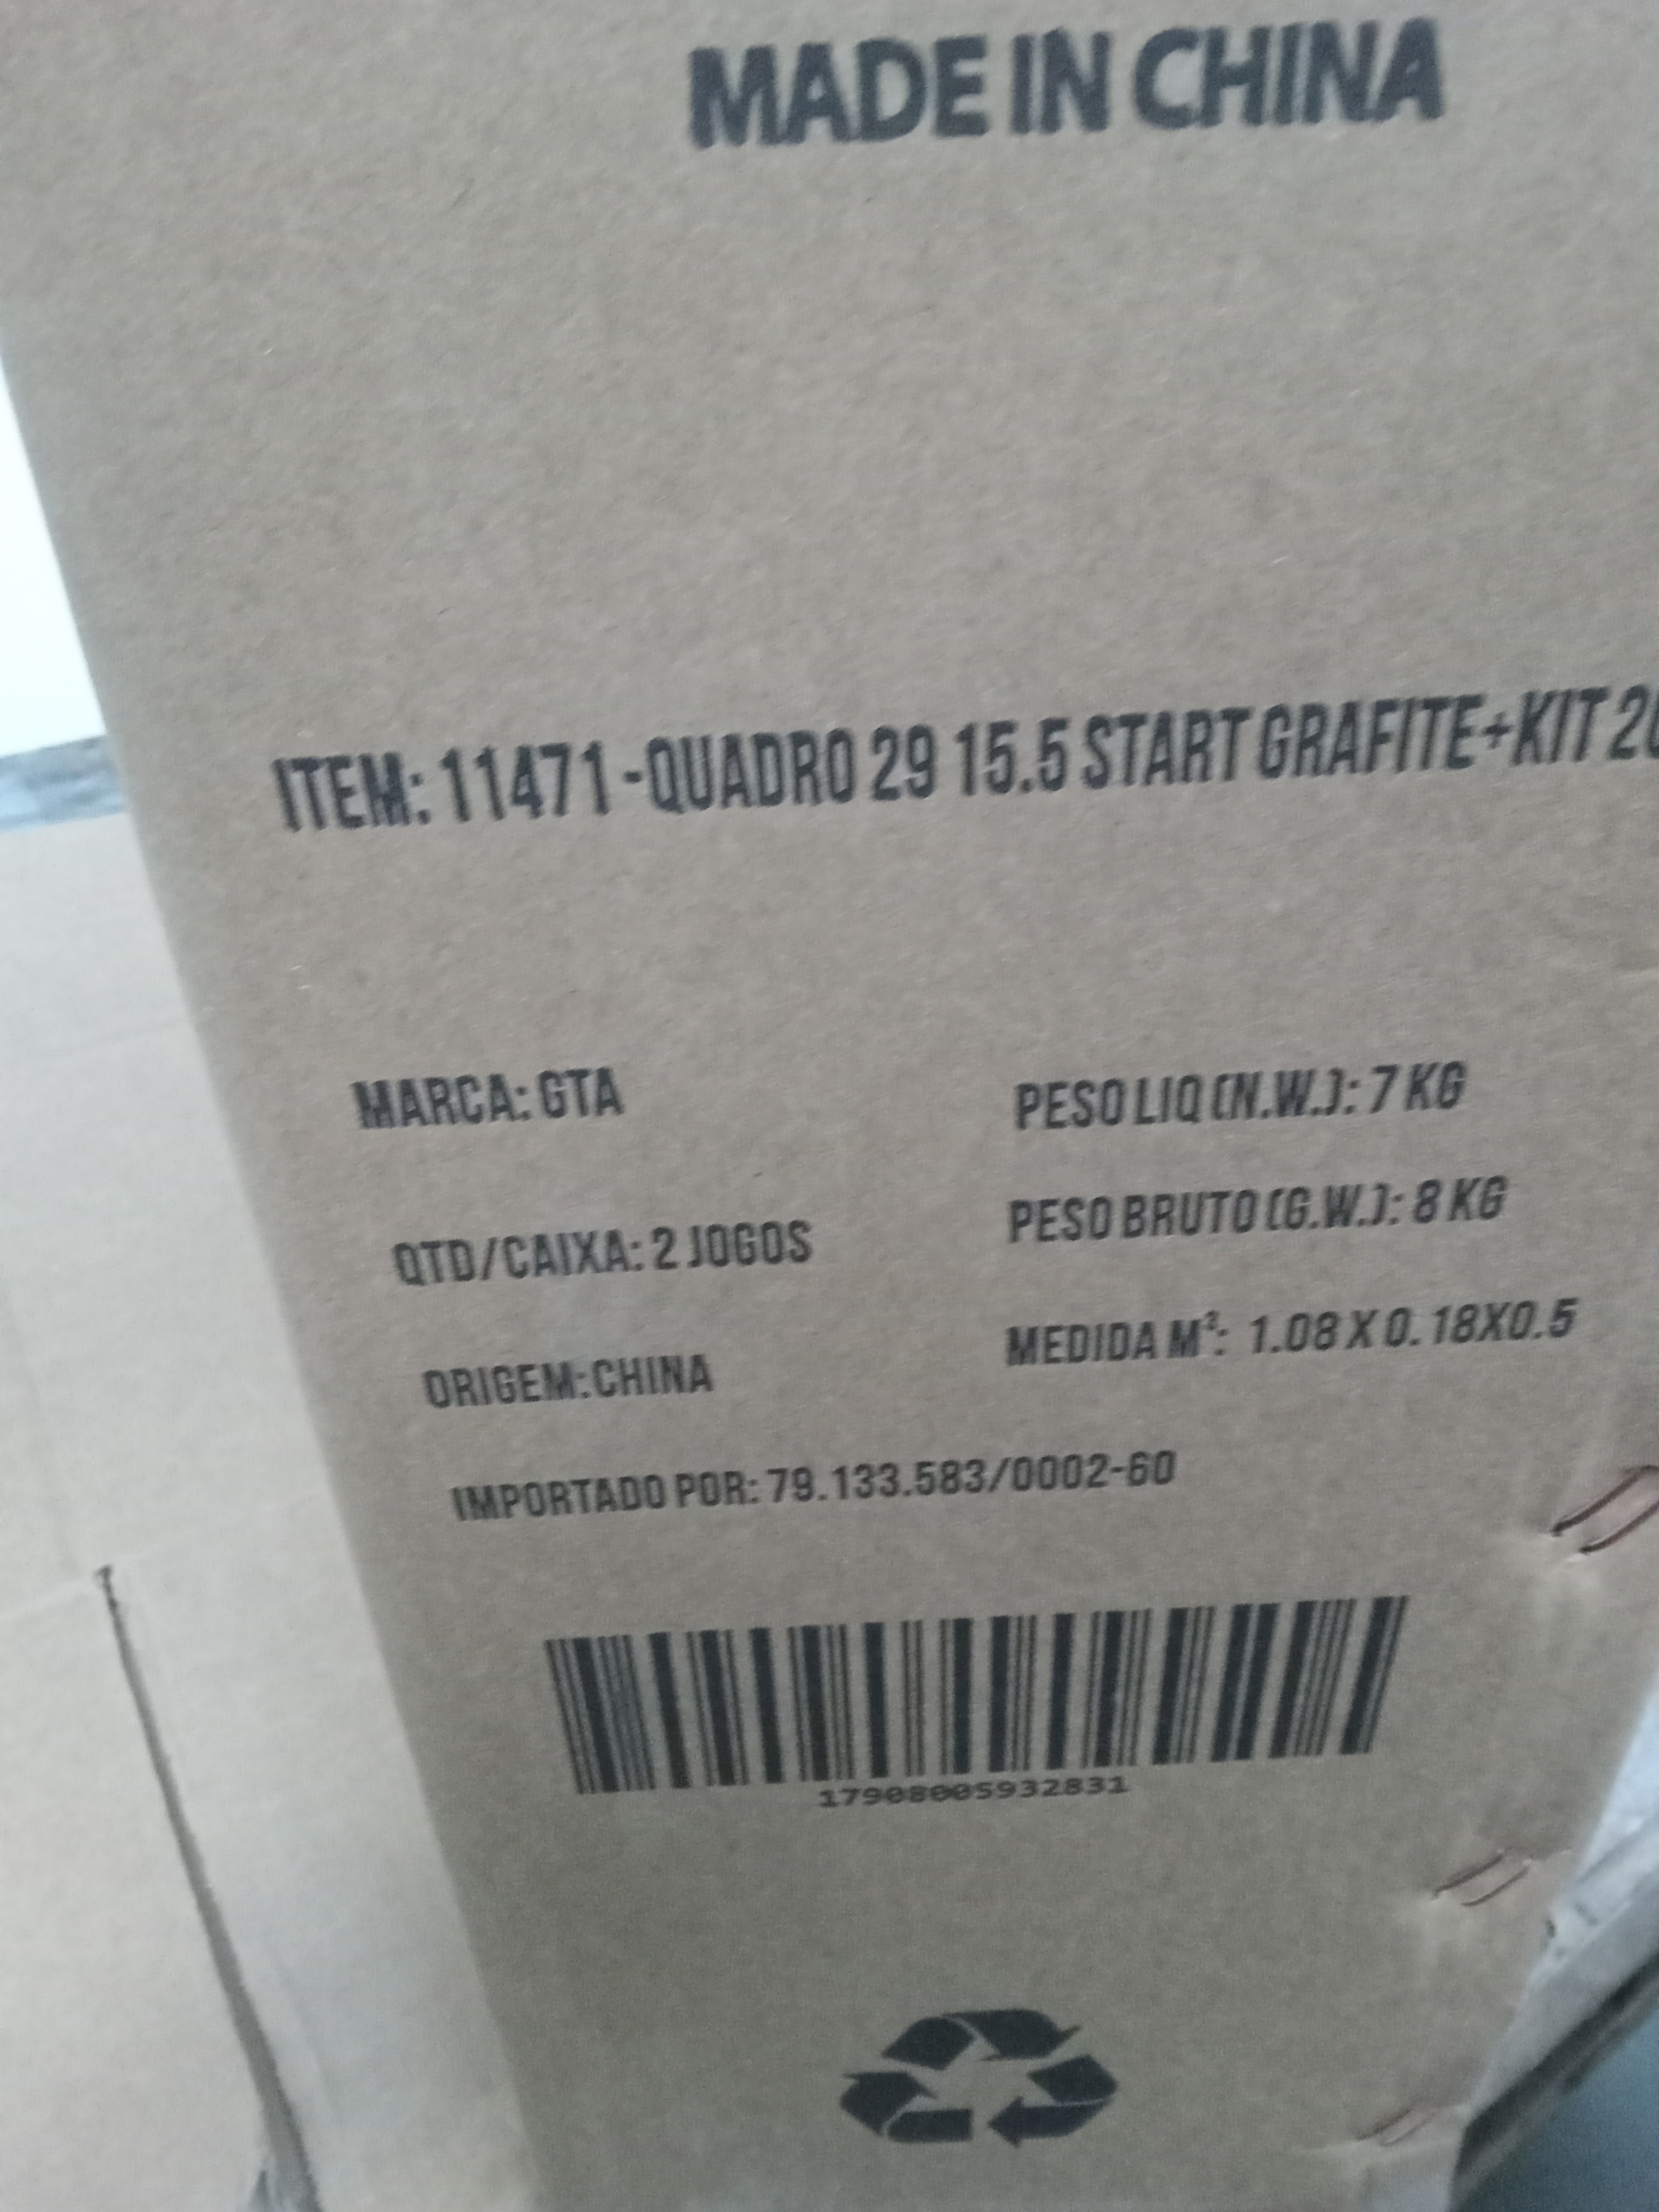 MADE IN CHINA
ITEM: 11471 -QUADRO 29 15.5 START GRAFITE+KIT
MARCA: GTA
PESO LIQ (N.W.): 7 KG
QTD/CAIXA: 2 JOGOS
PESO BRUTO (G.W.): 8 KG
ORIGEM: CHINA
MEDIDA M³: 1.08 X 0.18X0.5
IMPORTADO POR: 79.133.583/0002-60
17908005932831